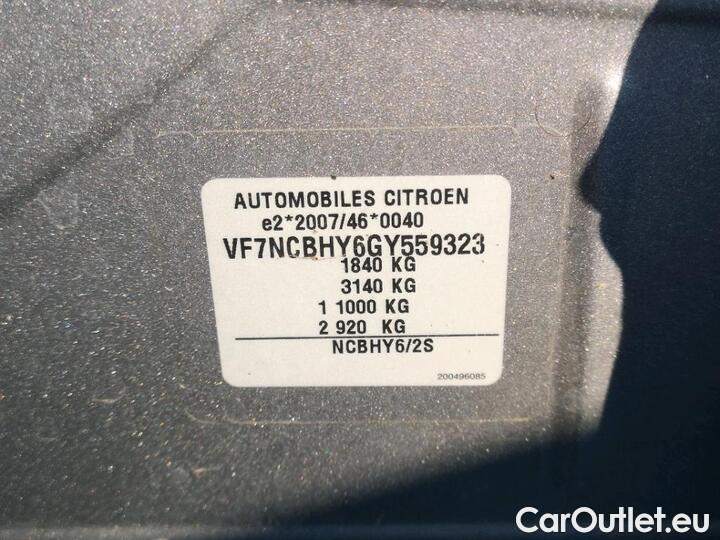 AUTOMOBILES CITROEN
e2*2007/46*0040
VF7NCBHY6GY559323
1840 KG
3140 KG
1 1000 KG
2 920 KG
NCBHY6/2S
200496085
CarOutlet.eu